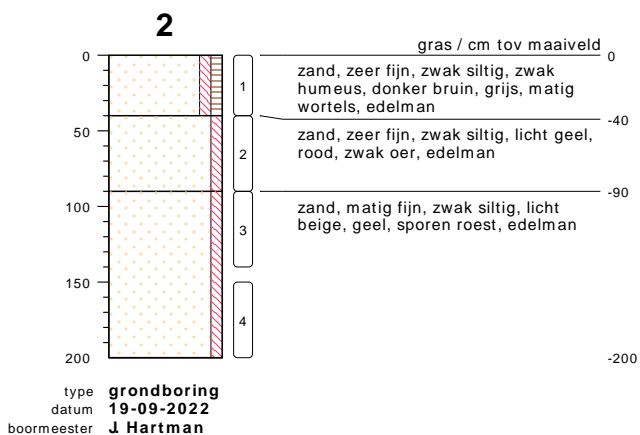 2
gras / cm tov maaiveld
0
0
zand, zeer fijn, zwak siltig, zwak
humeus, donker bruin, grijs, matig
wortels, edelman
1
-40
50
zand, zeer fijn, zwak siltig, licht geel,
rood, zwak oer, edelman
2
-90
100
zand, matig fijn, zwak siltig, licht
beige, geel, sporen roest, edelman
3
150
4
200
-200
type grondboring
datum 19-09-2022
boormeester J. Hartman